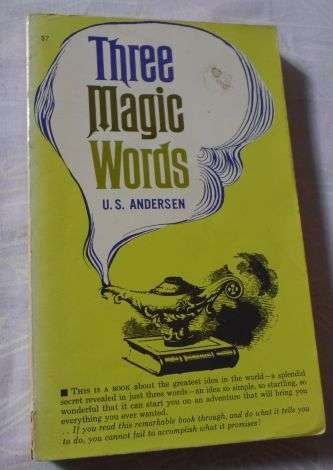 $7
Three
Magic
Words
U. S. ANDERSEN
■ THIS IS A BOOK about the greatest idea in the world—a splendid
secret revealed in just three words—an idea so simple, so startling, so
wonderful that it can start you on an adventure that will bring you
everything you ever wanted.
. . If you read this remarkable book through, and do what it tells you
to do, you cannot fail to accomplish what it promises!